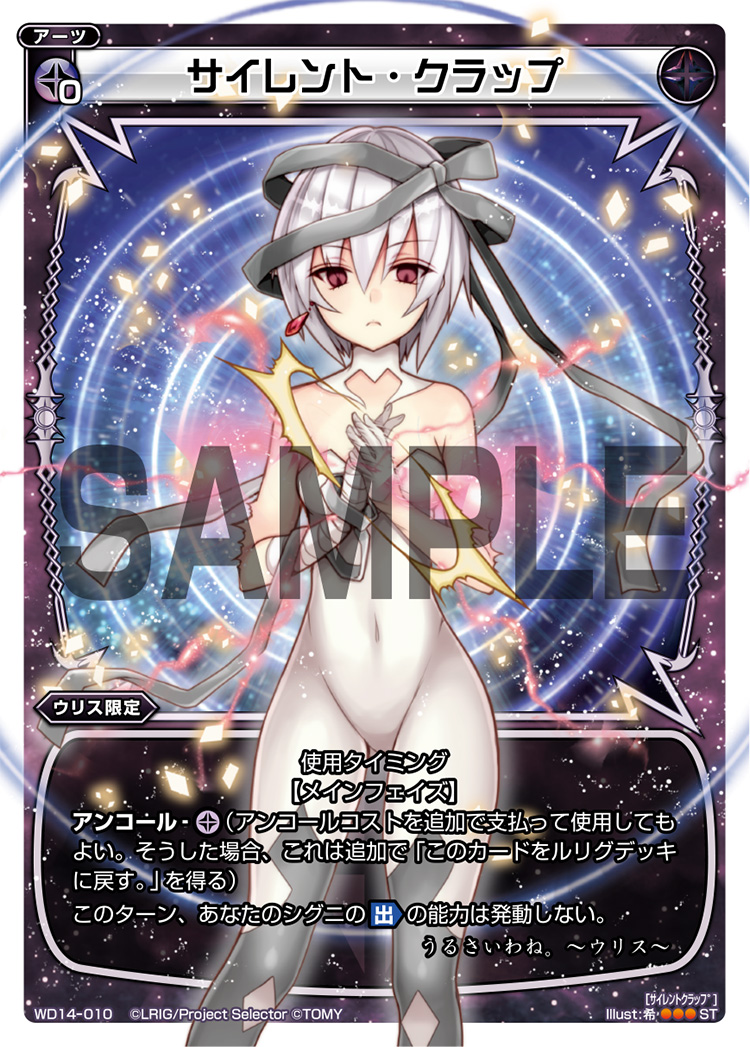 アーツ
サイレント・クラップ
0
SAMPLE
ウリス限定
使用タイミング
【メインフェイズ】
アンコール - (アンコールコストを追加で支払って使用しても
よい。そうした場合、これは追加で「このカードをルリグデッキ
に戻す。」を得る)
このターン、あなたのシグニの 出 の能力は発動しない。
うるさいわね。～ウリス～
[サイレントクラップ]
WD14-010 ©LRIG/Project Selector ©TOMY Illust:希 ST